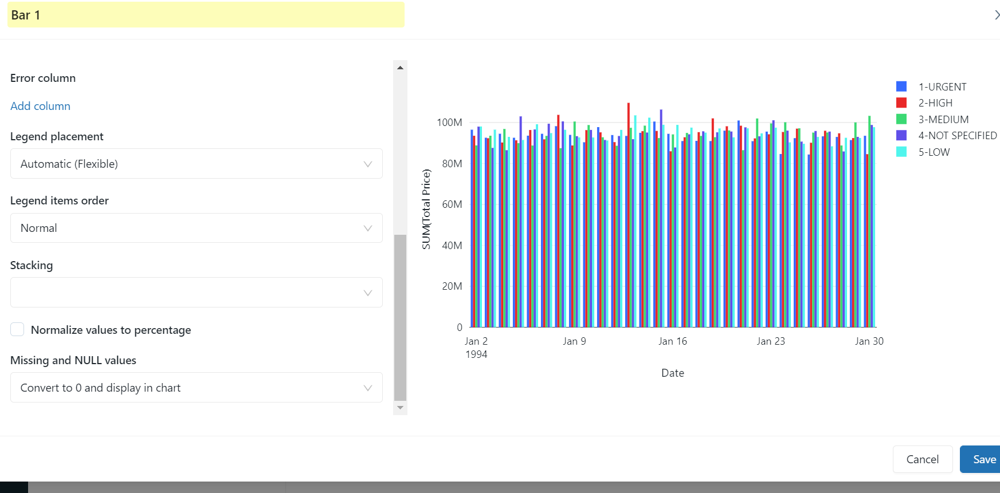 Bar 1
Error column
Add column
Legend placement
Automatic (Flexible)
Legend items order
Normal
Stacking
Normalize values to percentage
Missing and NULL values
Convert to 0 and display in chart
SUM(Total Price)
100M
80M
60M
40M
20M
0
Jan 2 Jan 9 Jan 16 Jan 23 Jan 30
1994
Date
1-URGENT
2-HIGH
3-MEDIUM
4-NOT SPECIFIED
5-LOW
Cancel Save